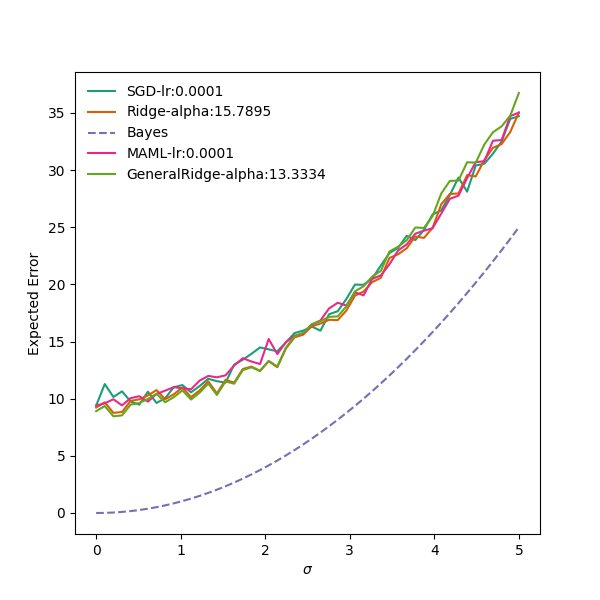 SGD-lr:0.0001
Ridge-alpha:15.7895
Bayes
MAML-lr:0.0001
GeneralRidge-alpha:13.3334
Expected Error
35
30
25
20
15
10
5
0
0 1 2 3 4 5
σ